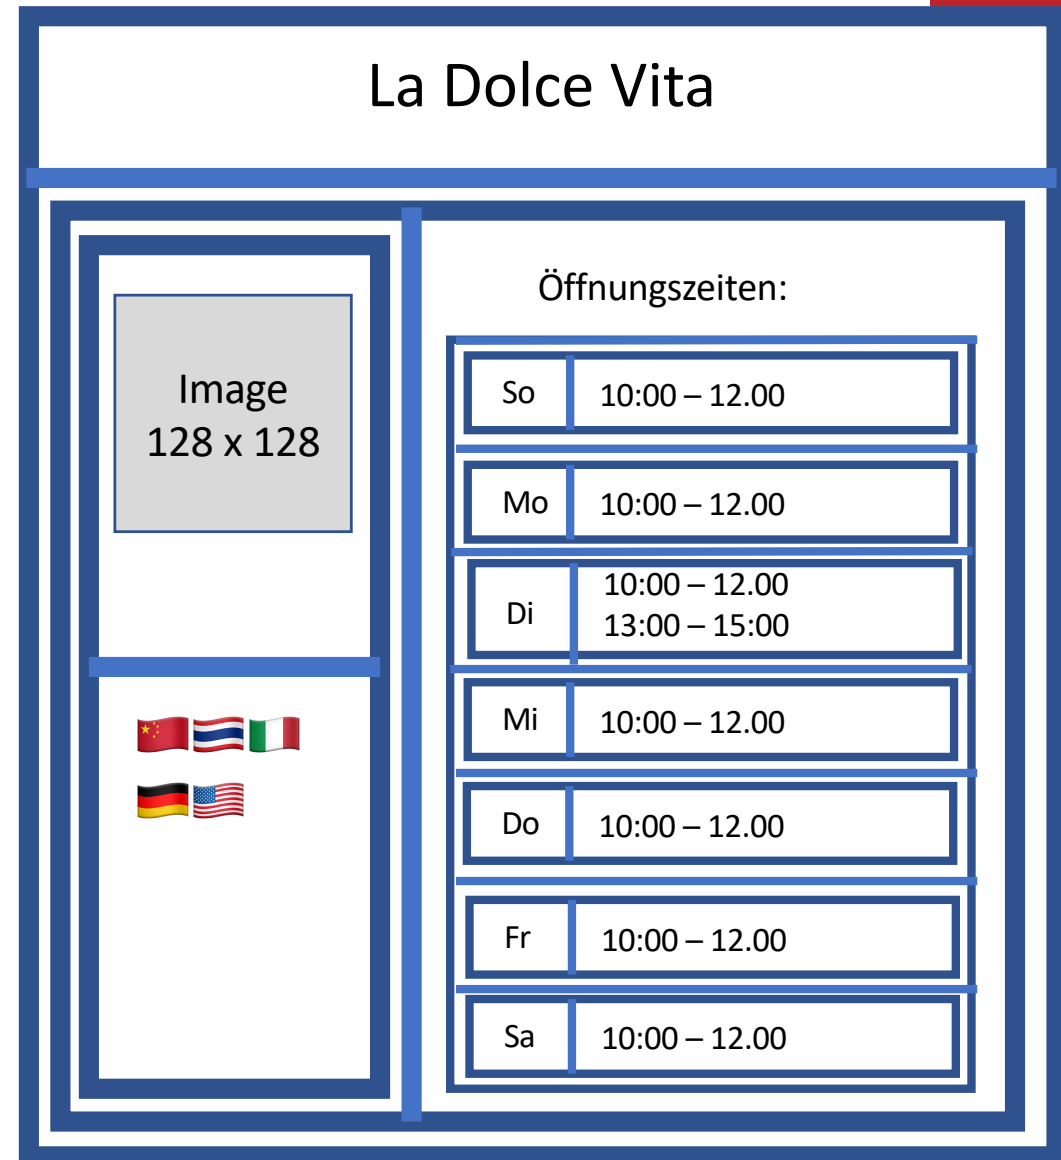 La Dolce Vita
Image
128 x 128
Öffnungszeiten:
So 10:00 – 12.00
Mo 10:00 – 12.00
Di 10:00 – 12.00
13:00 – 15:00
Mi 10:00 – 12.00
Do 10:00 – 12.00
Fr 10:00 – 12.00
Sa 10:00 – 12.00